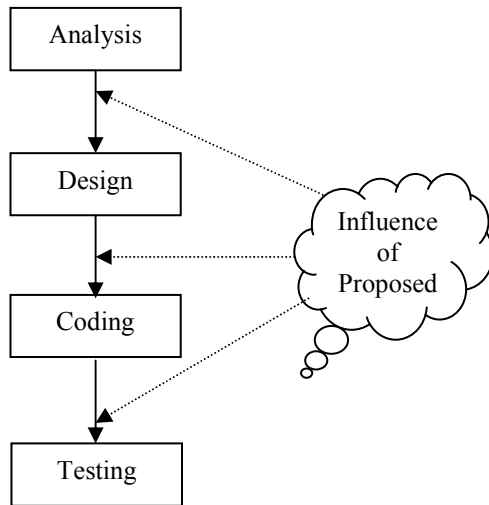 Analysis
Design
Influence
of
Proposed
Coding
Testing